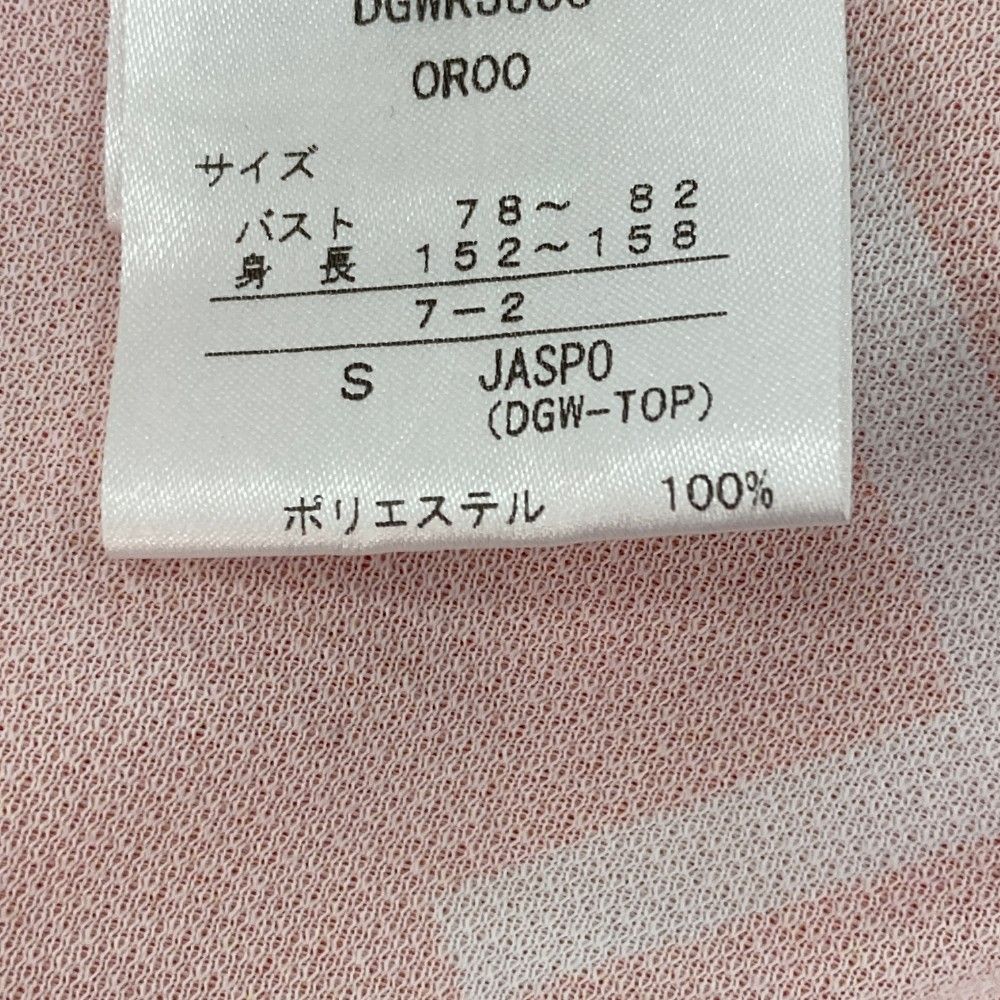 OR00
サイズ
バスト 78～ 82
身 長 152～158
7－2
S JASPO
(DGW-TOP)
ポリエステル 100%